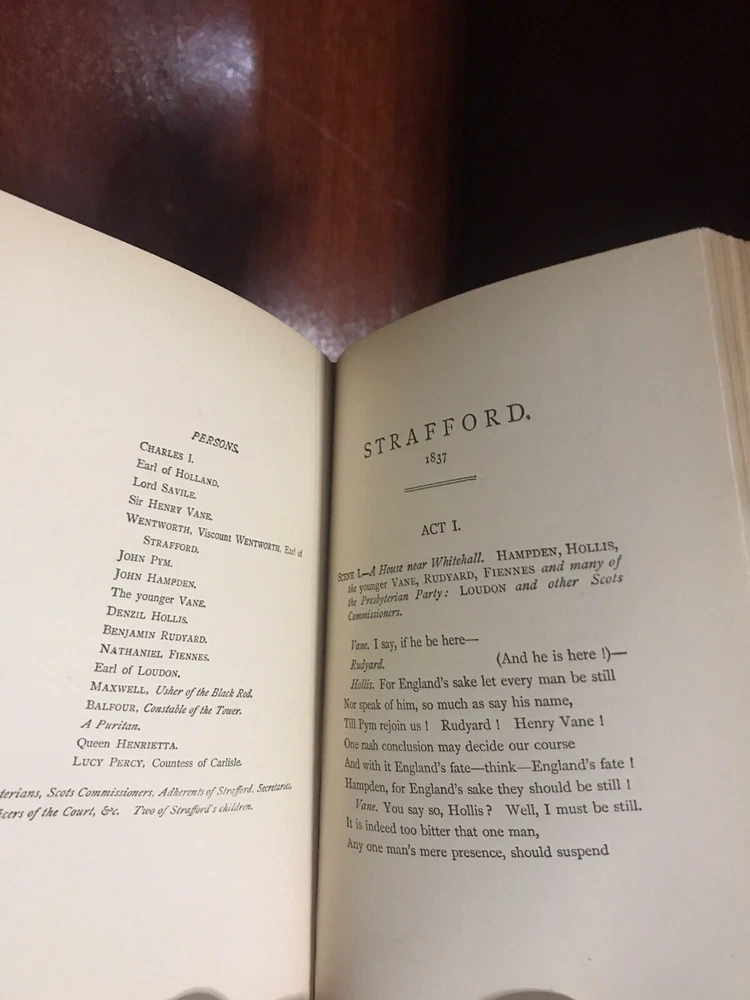 PERSONS.
CHARLES I.
Earl of HOLLAND.
Lord SAVILE.
Sir HENRY VANE.
WENTWORTH, Viscount WENTWORTH, Earl of
STRAFFORD.
JOHN PYM.
JOHN HAMPDEN.
The younger VANE.
DENZIL HOLLIS.
BENJAMIN RUDYARD.
NATHANIEL FIENNES.
Earl of LOUDON.
MAXWELL, Usher of the Black Rod.
BALFOUR, Constable of the Tower.
A Puritan.
Queen HENRIETTA.
LUCY PERCY, Countess of Carlisle.
terians, Scots Commissioners, Adherents of Strafford, Secretaries,
icers of the Court, &c. Two of Strafford's children.
STRAFFORD.
1837
ACT I.
SCENE I.—A House near Whitehall. HAMPDEN, HOLLIS,
the younger VANE, RUDYARD, FIENNES and many of
the Presbyterian Party: LOUDON and other Scots
Commissioners.
Vane. I say, if he be here—
Rudyard. (And he is here!)—
Hollis. For England's sake let every man be still
Nor speak of him, so much as say his name,
Till Pym rejoin us! Rudyard! Henry Vane!
One rash conclusion may decide our course
And with it England's fate—think—England's fate!
Hampden, for England's sake they should be still!
Vane. You say so, Hollis? Well, I must be still.
It is indeed too bitter that one man,
Any one man's mere presence, should suspend